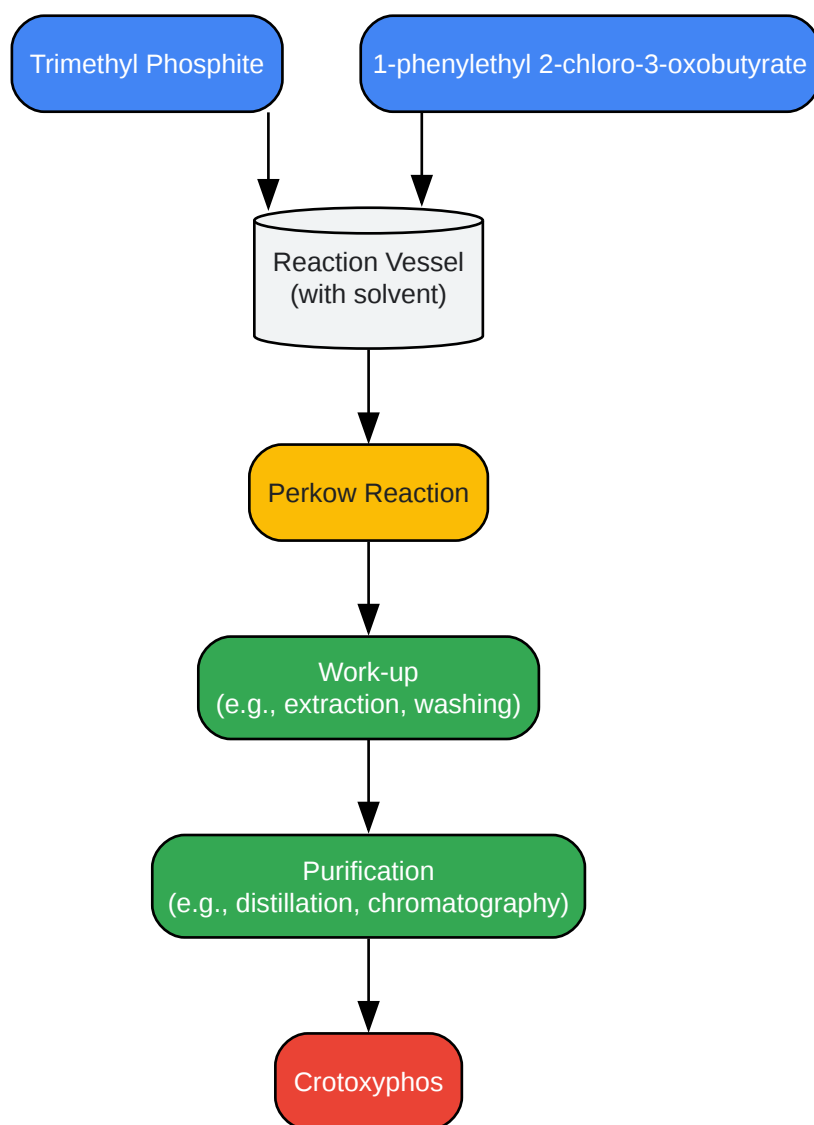 Trimethyl Phosphite
1-phenylethyl 2-chloro-3-oxobutyrate
Reaction Vessel
(with solvent)
Perkow Reaction
Work-up
(e.g., extraction, washing)
Purification
(e.g., distillation, chromatography)
Crotoxyphos